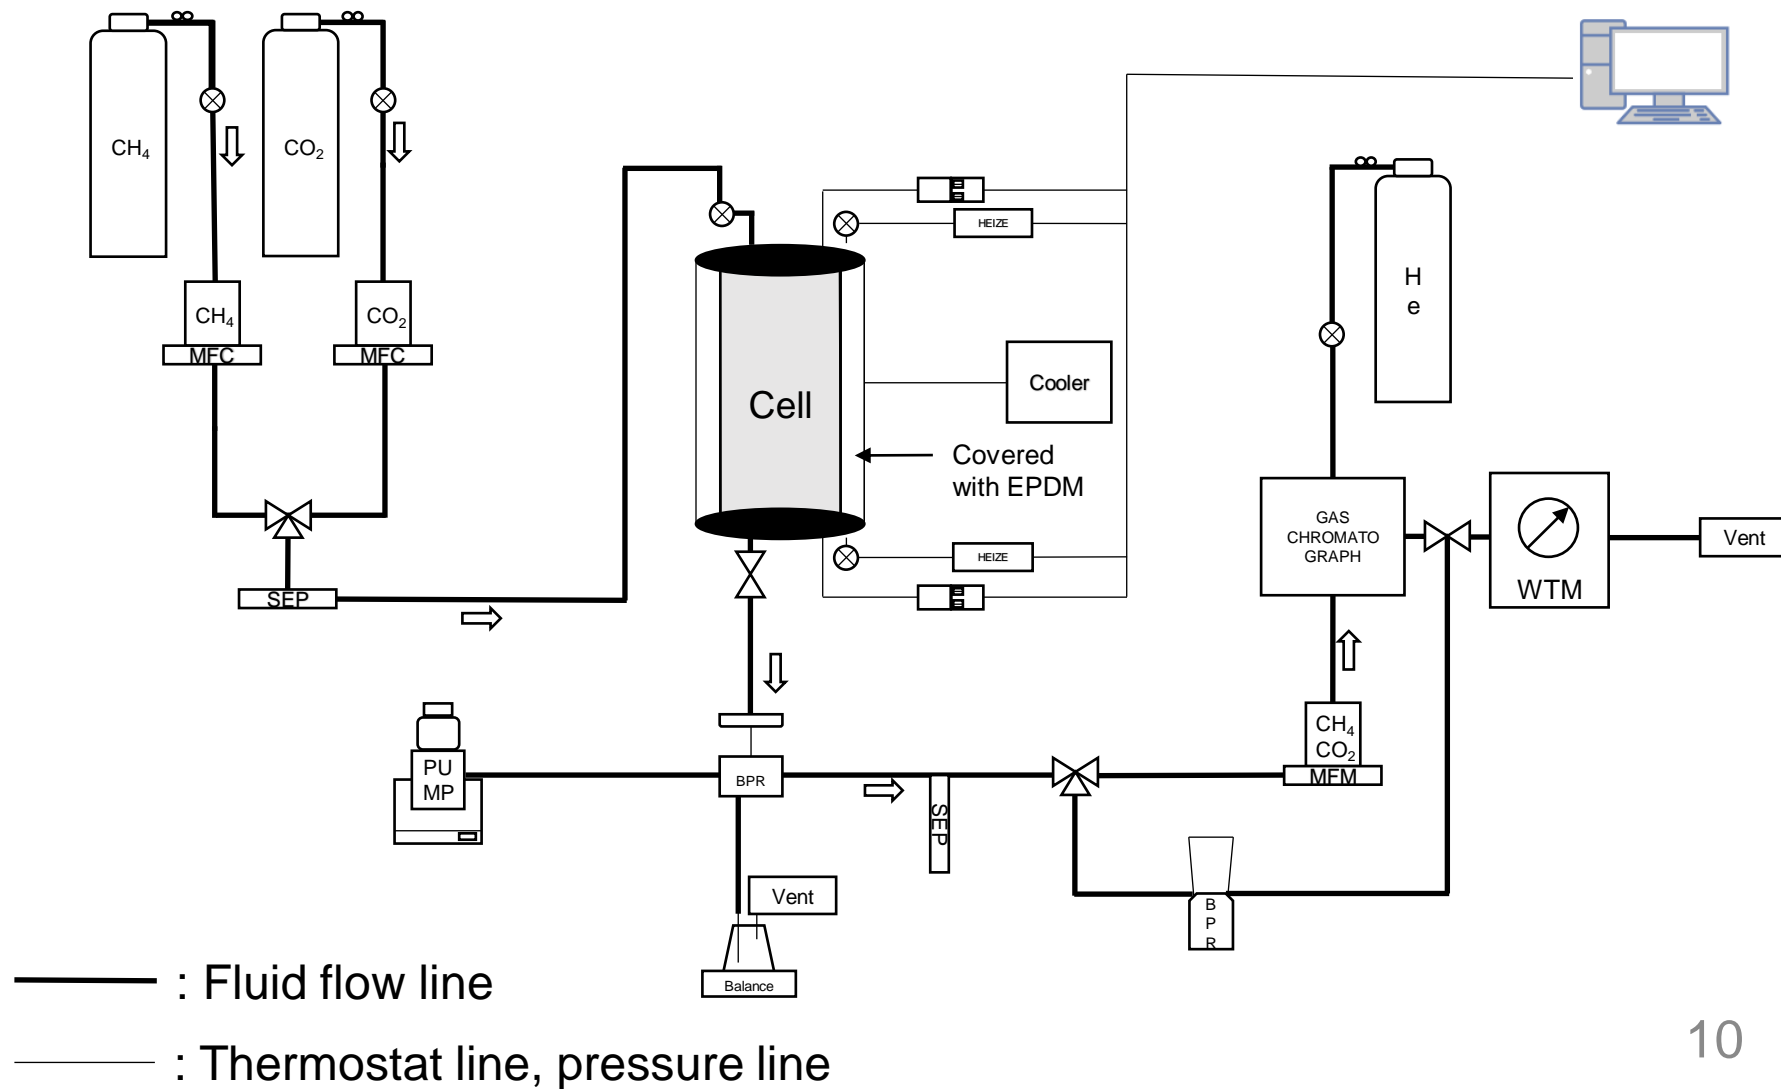 CH₄
CO₂
CH₄
MFC
CO₂
MFC
SEP
HEIZE
Cell
Cooler
Covered
with EPDM
HEIZE
H
e
GAS
CHROMATO
GRAPH
WTM
Vent
PU
MP
BPR
SEP
CH₄
CO₂
MFM
B
P
R
Vent
Balance
: Fluid flow line
: Thermostat line, pressure line
10